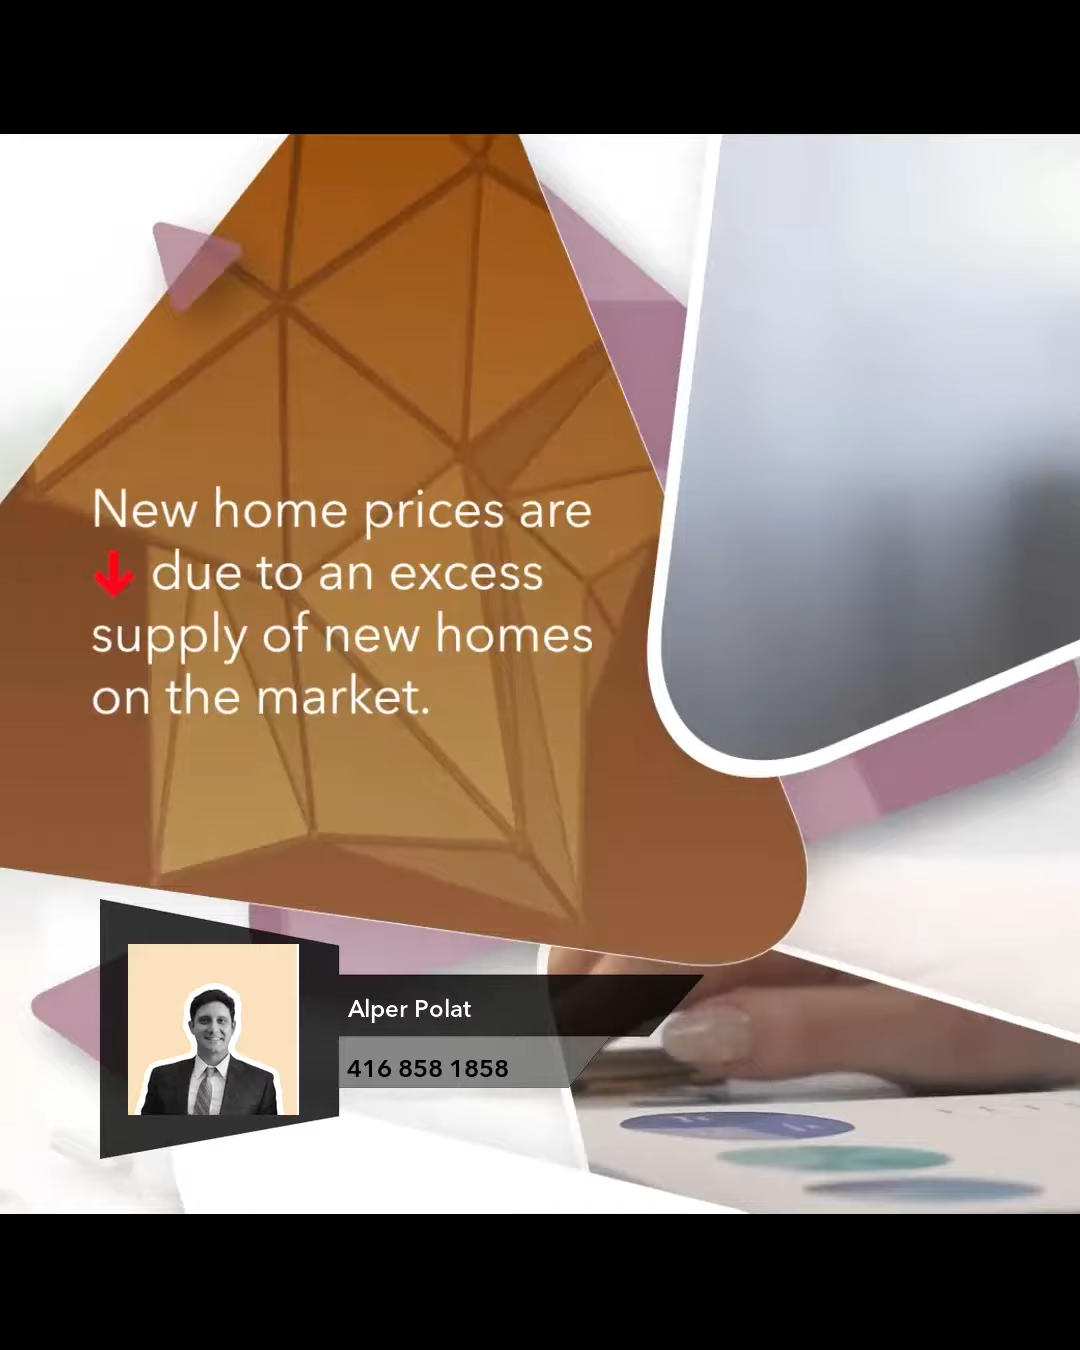 New home prices are
↓ due to an excess
supply of new homes
on the market.
Alper Polat
416 858 1858